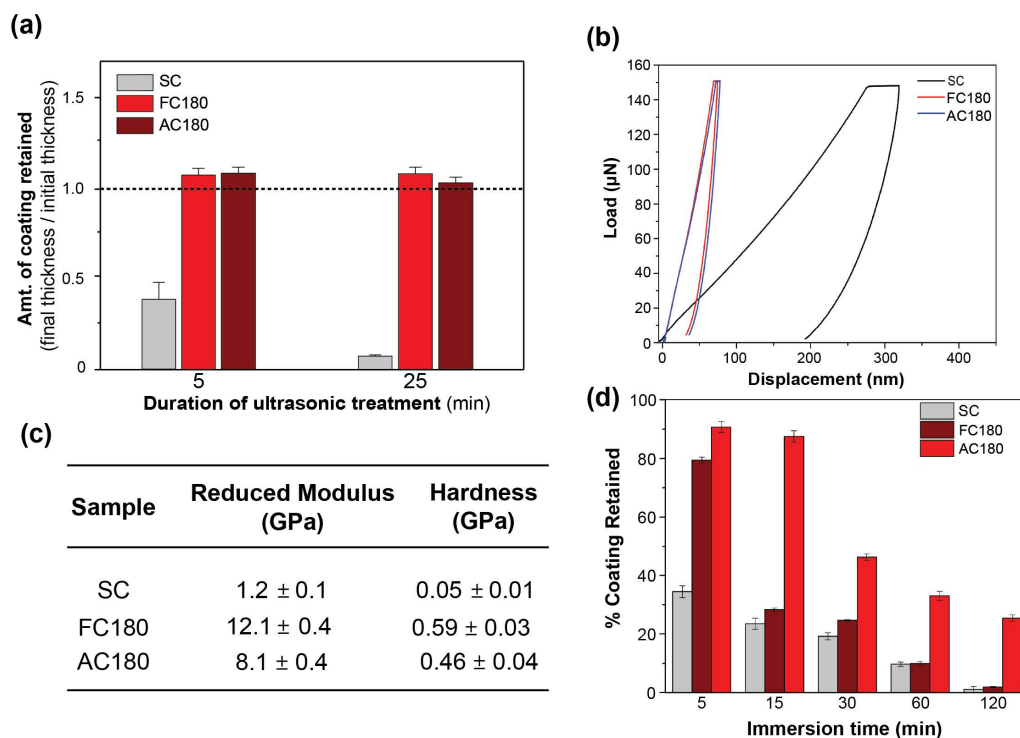 (a)
Amt. of coating retained
(final thickness / initial thickness)
1.5
1.0
0.5
0
SC
FC180
AC180
5 25
Duration of ultrasonic treatment (min)
(b)
Load (µN)
160
140
120
100
80
60
40
20
0
SC
FC180
AC180
0 100 200 300 400
Displacement (nm)
(c)
Sample Reduced Modulus (GPa) Hardness (GPa)
SC 1.2 ± 0.1 0.05 ± 0.01
FC180 12.1 ± 0.4 0.59 ± 0.03
AC180 8.1 ± 0.4 0.46 ± 0.04
(d)
% Coating Retained
100
80
60
40
20
0
SC
FC180
AC180
5 15 30 60 120
Immersion time (min)